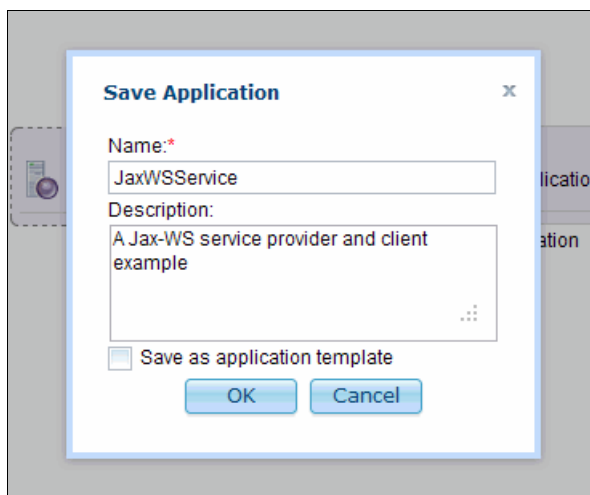 Save Application
x
Name:*
JaxWSService
licatio
Description:
A Jax-WS service provider and client
example
ation
Save as application template
OK
Cancel